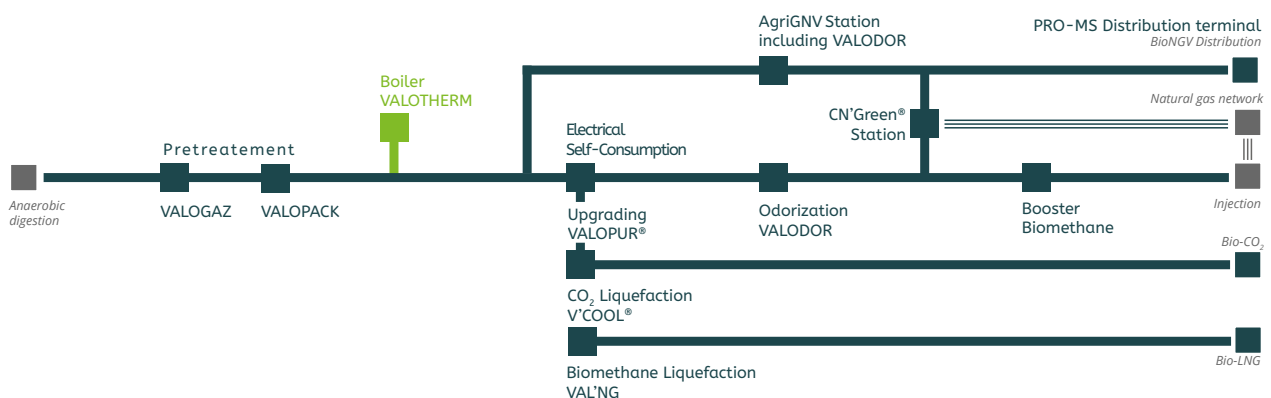 AgriGNV Station
including VALODOR
PRO-MS Distribution terminal
BioNGV Distribution
Boiler
VALOTHERM
Natural gas network
CN'Green®
Station
Electrical
Self-Consumption
Pretreatement
Anaerobic
digestion
VALOGAZ
VALOPACK
Upgrading
VALOPUR®
Odorization
VALODOR
Booster
Biomethane
Injection
Bio-CO₂
CO₂ Liquefaction
V'COOL®
Bio-LNG
Biomethane Liquefaction
VAL'NG